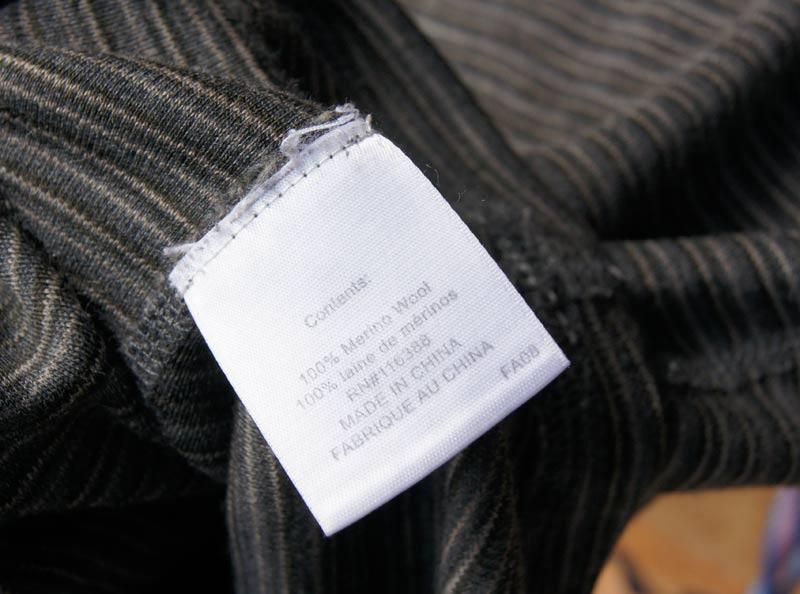 Contents:
100% Merino Wool
100% laine de mérinos
RN#116388
MADE IN CHINA
FABRIQUE AU CHINA
FA08